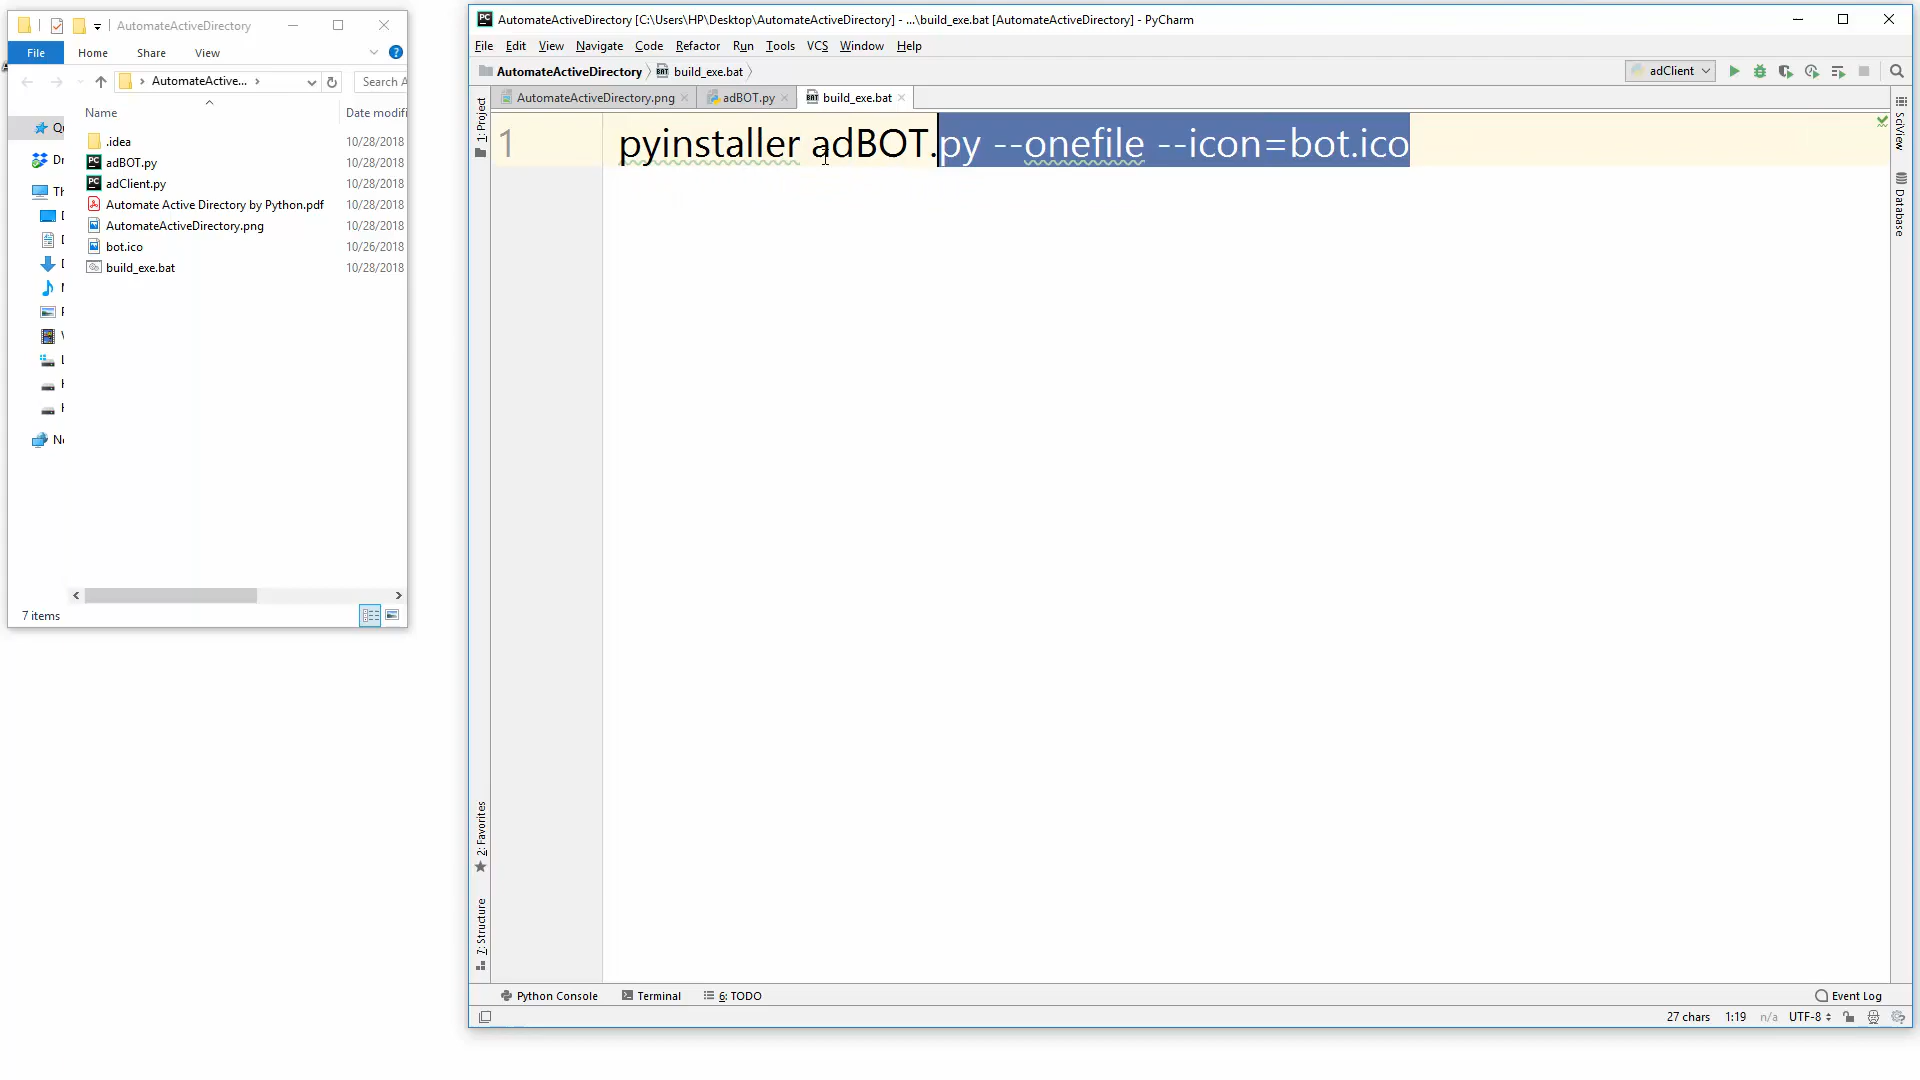 AutomateActiveDirectory
File Home Share View
AutomateActive...
Search A
Name Date modifi
.idea 10/28/2018
adBOT.py 10/28/2018
adClient.py 10/28/2018
Automate Active Directory by Python.pdf 10/28/2018
AutomateActiveDirectory.png 10/28/2018
bot.ico 10/26/2018
build_exe.bat 10/28/2018
7 items
AutomateActiveDirectory [C:\Users\HP\Desktop\AutomateActiveDirectory] - ...\build_exe.bat [AutomateActiveDirectory] - PyCharm
File Edit View Navigate Code Refactor Run Tools VCS Window Help
AutomateActiveDirectory build_exe.bat
adClient
AutomateActiveDirectory.png adBOT.py build_exe.bat
1 pyinstaller adBOT.py --onefile --icon=bot.ico
1: Project
2: Favorites
7: Structure
SciView
Database
Python Console Terminal 6: TODO Event Log
27 chars 1:19 n/a UTF-8